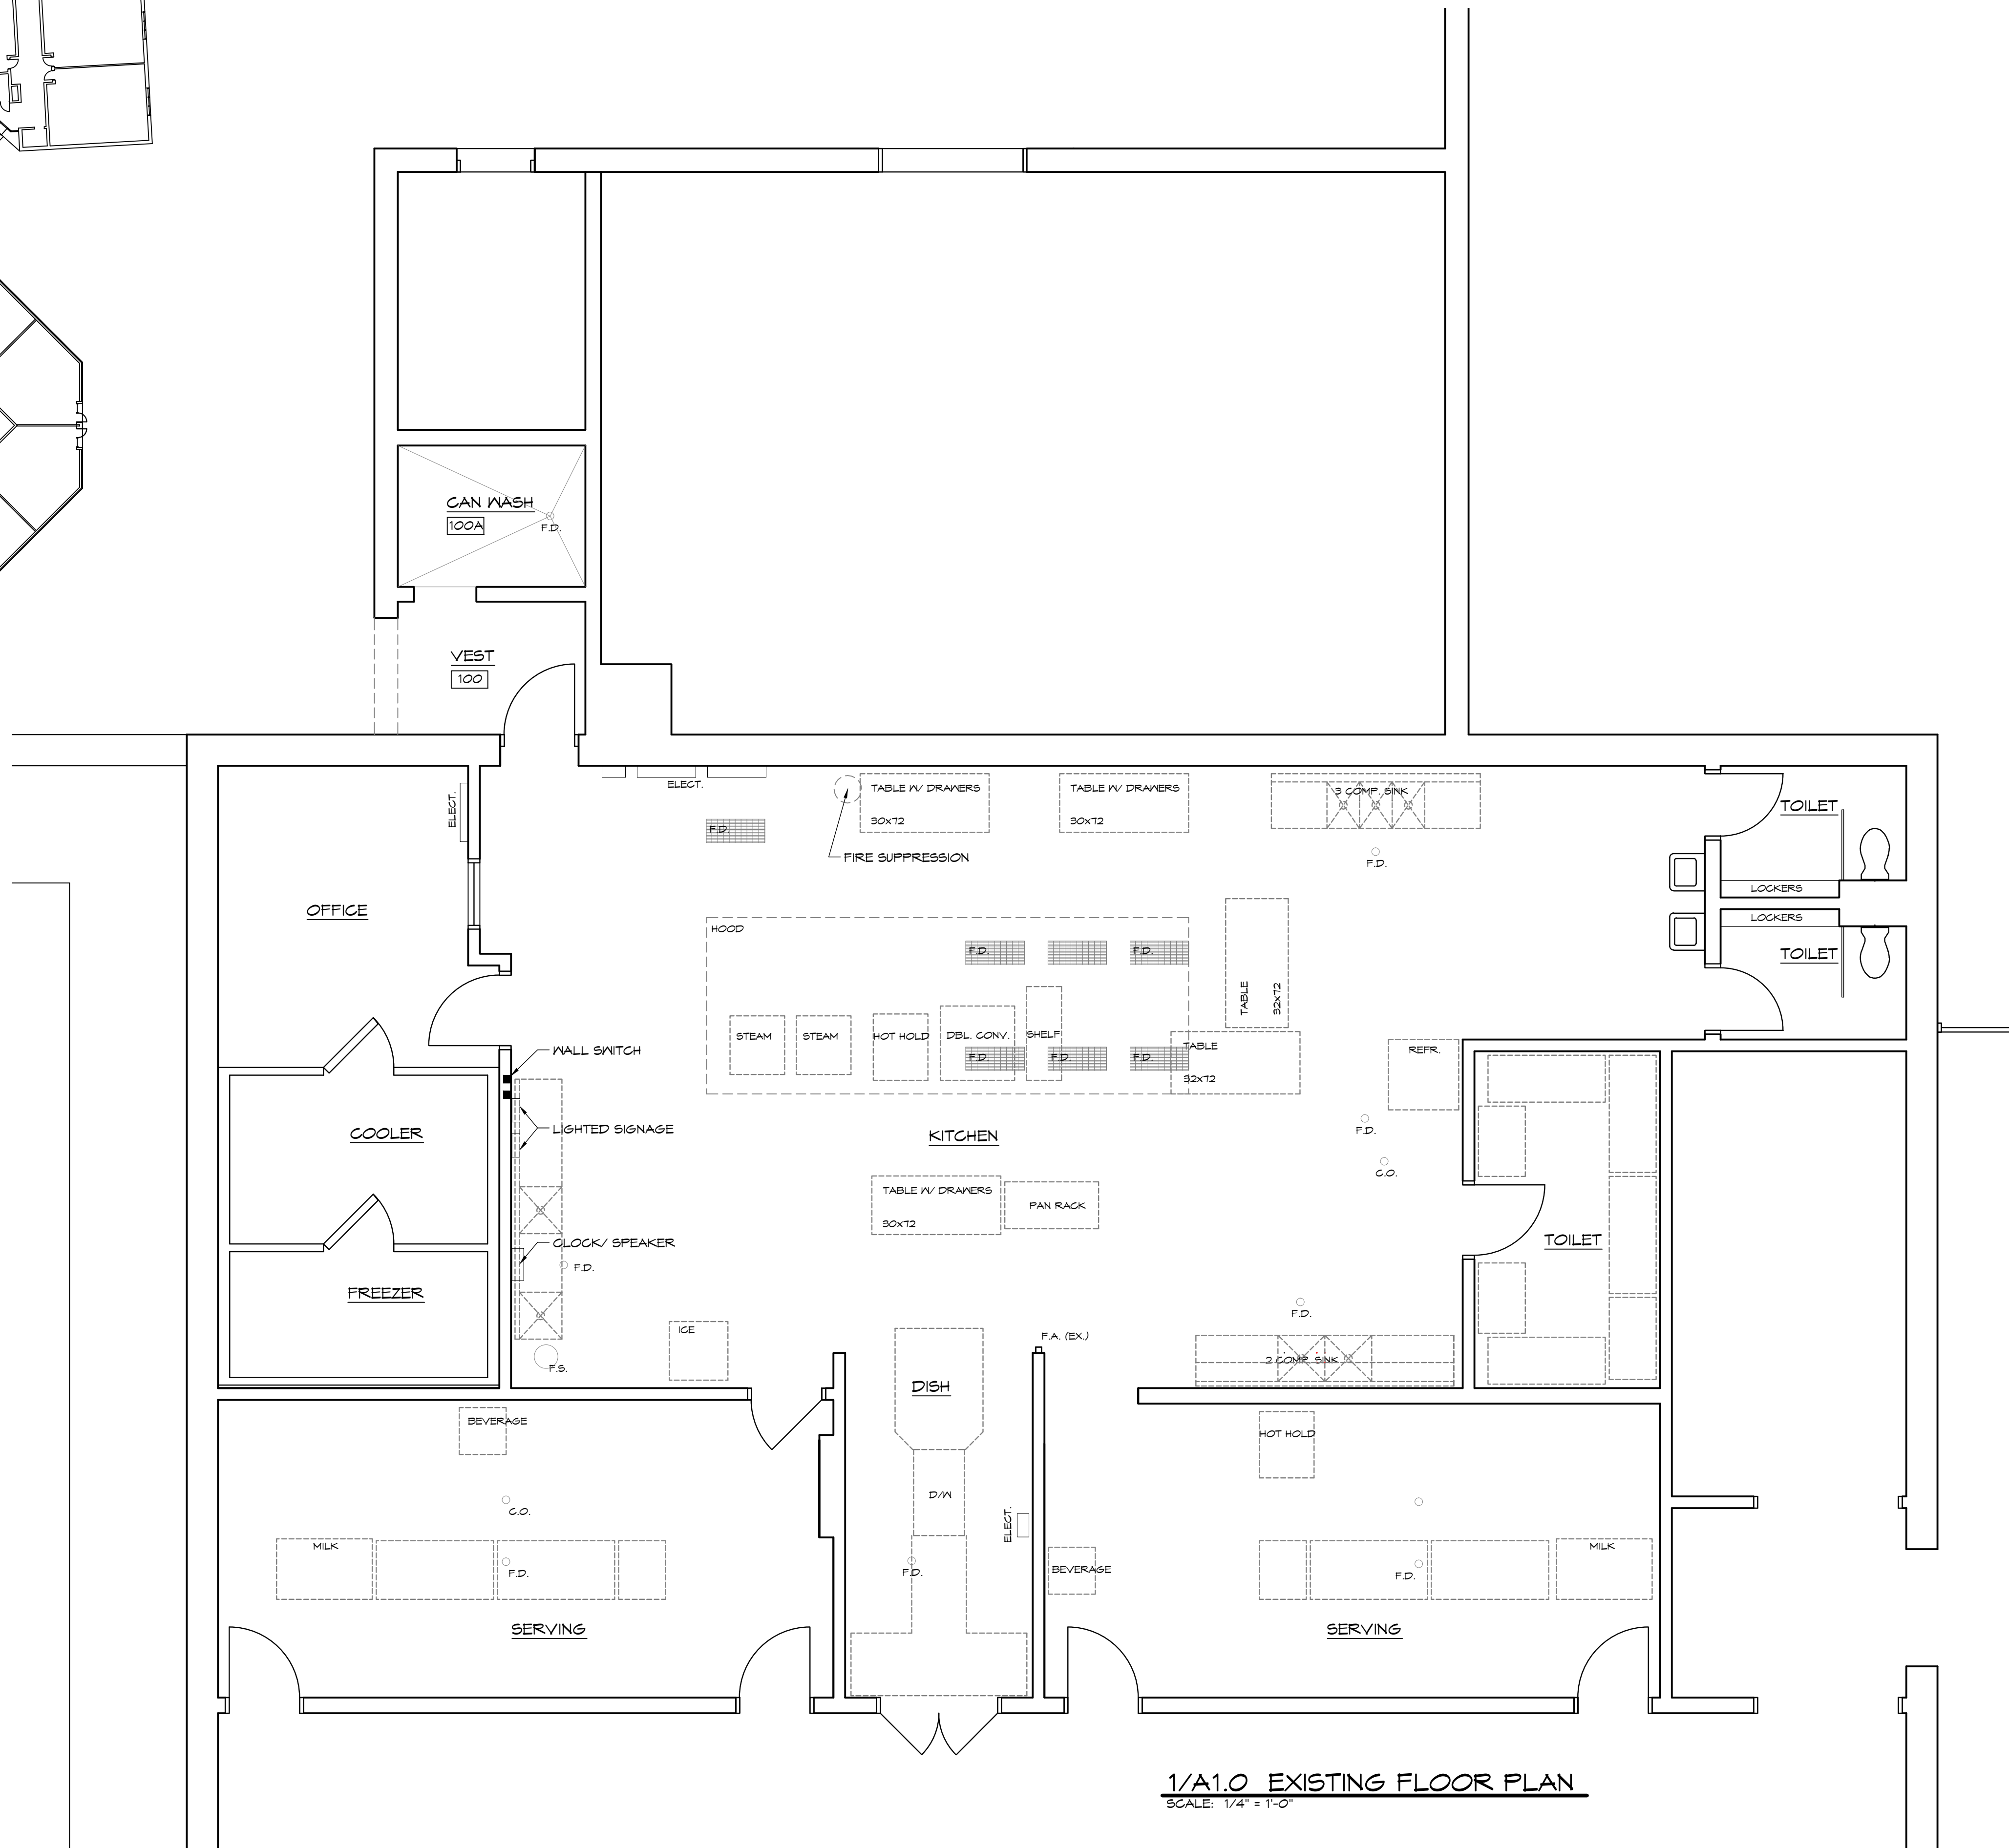 CAN WASH
100A
F.D.
VEST
100
ELECT.
ELECT.
F.D.
TABLE W/ DRAWERS
30x72
TABLE W/ DRAWERS
30x72
3 COMP. SINK
F.D.
FIRE SUPPRESSION
TOILET
LOCKERS
LOCKERS
TOILET
OFFICE
HOOD
F.D.
F.D.
TABLE
32x72
STEAM
STEAM
HOT HOLD
DBL. CONV.
SHELF
F.D.
F.D.
F.D.
TABLE
32x72
REFR.
WALL SWITCH
COOLER
LIGHTED SIGNAGE
KITCHEN
F.D.
C.O.
TABLE W/ DRAWERS
30x72
PAN RACK
TOILET
CLOCK/ SPEAKER
F.D.
FREEZER
F.D.
ICE
F.A. (EX.)
2 COMP. SINK
F.S.
DISH
BEVERAGE
HOT HOLD
D/W
C.O.
ELECT.
MILK
F.D.
F.D.
BEVERAGE
F.D.
MILK
SERVING
SERVING
1/A1.0 EXISTING FLOOR PLAN
SCALE: 1/4" = 1'-0"